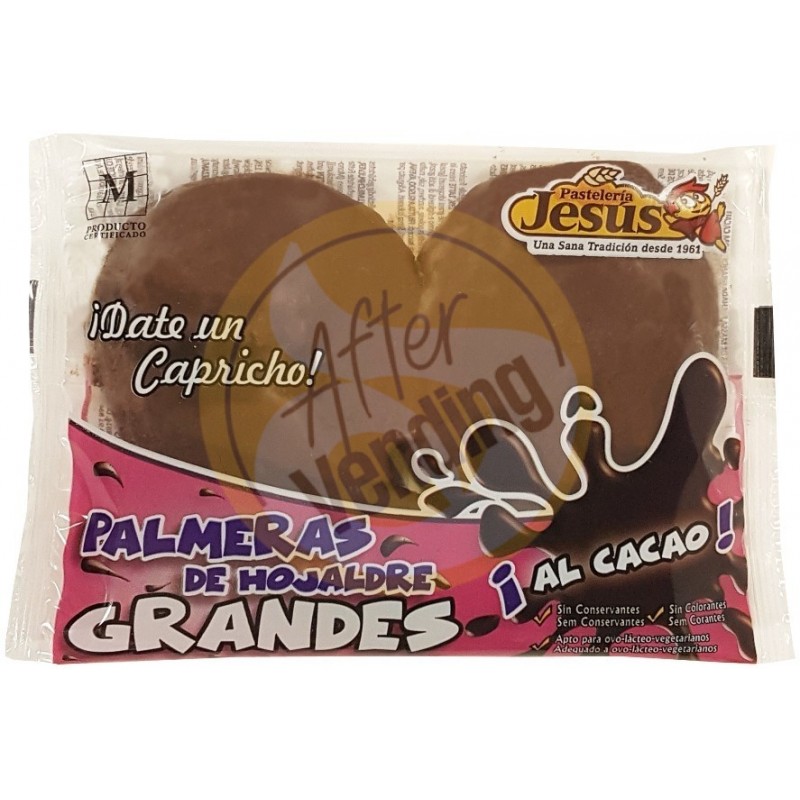 M
PRODUCTO
CERTIFICADO
Pastelería
Jesús
Una Sana Tradición desde 1961
¡Date un
Capricho!
After
Vending
PALMERAS
DE HOJALDRE
GRANDES
¡AL CACAO!
Sin Conservantes
Sem Conservantes
Sin Colorantes
Sem Corantes
Apto para ovo-lácteo-vegetarianos
Adequado a ovo-lácteo-vegetarianos